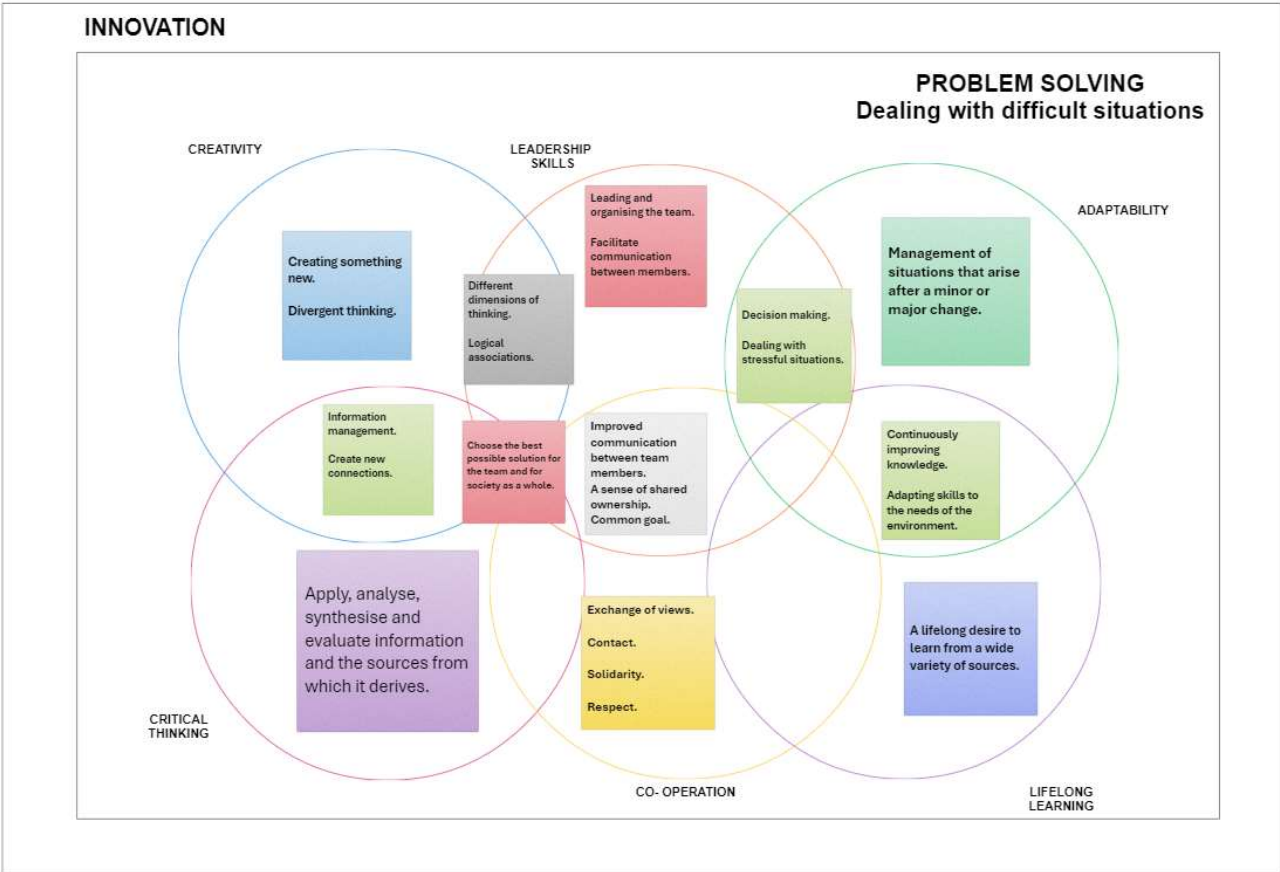 INNOVATION
PROBLEM SOLVING
Dealing with difficult situations
CREATIVITY
LEADERSHIP
SKILLS
ADAPTABILITY
Leading and
organising the team.
Facilitate
communication
between members.
Creating something
new.
Divergent thinking.
Different
dimensions of
thinking.
Logical
associations.
Decision making.
Dealing with
stressful situations.
Management of
situations that arise
after a minor or
major change.
Information
management.
Create new
connections.
Choose the best
possible solution for
the team and for
society as a whole.
Improved
communication
between team
members.
A sense of shared
ownership.
Common goal.
Continuously
improving
knowledge.
Adapting skills to
the needs of the
environment.
Apply, analyse,
synthesise and
evaluate information
and the sources from
which it derives.
Exchange of views.
Contact.
Solidarity.
Respect.
A lifelong desire to
learn from a wide
variety of sources.
CRITICAL
THINKING
CO- OPERATION
LIFELONG
LEARNING